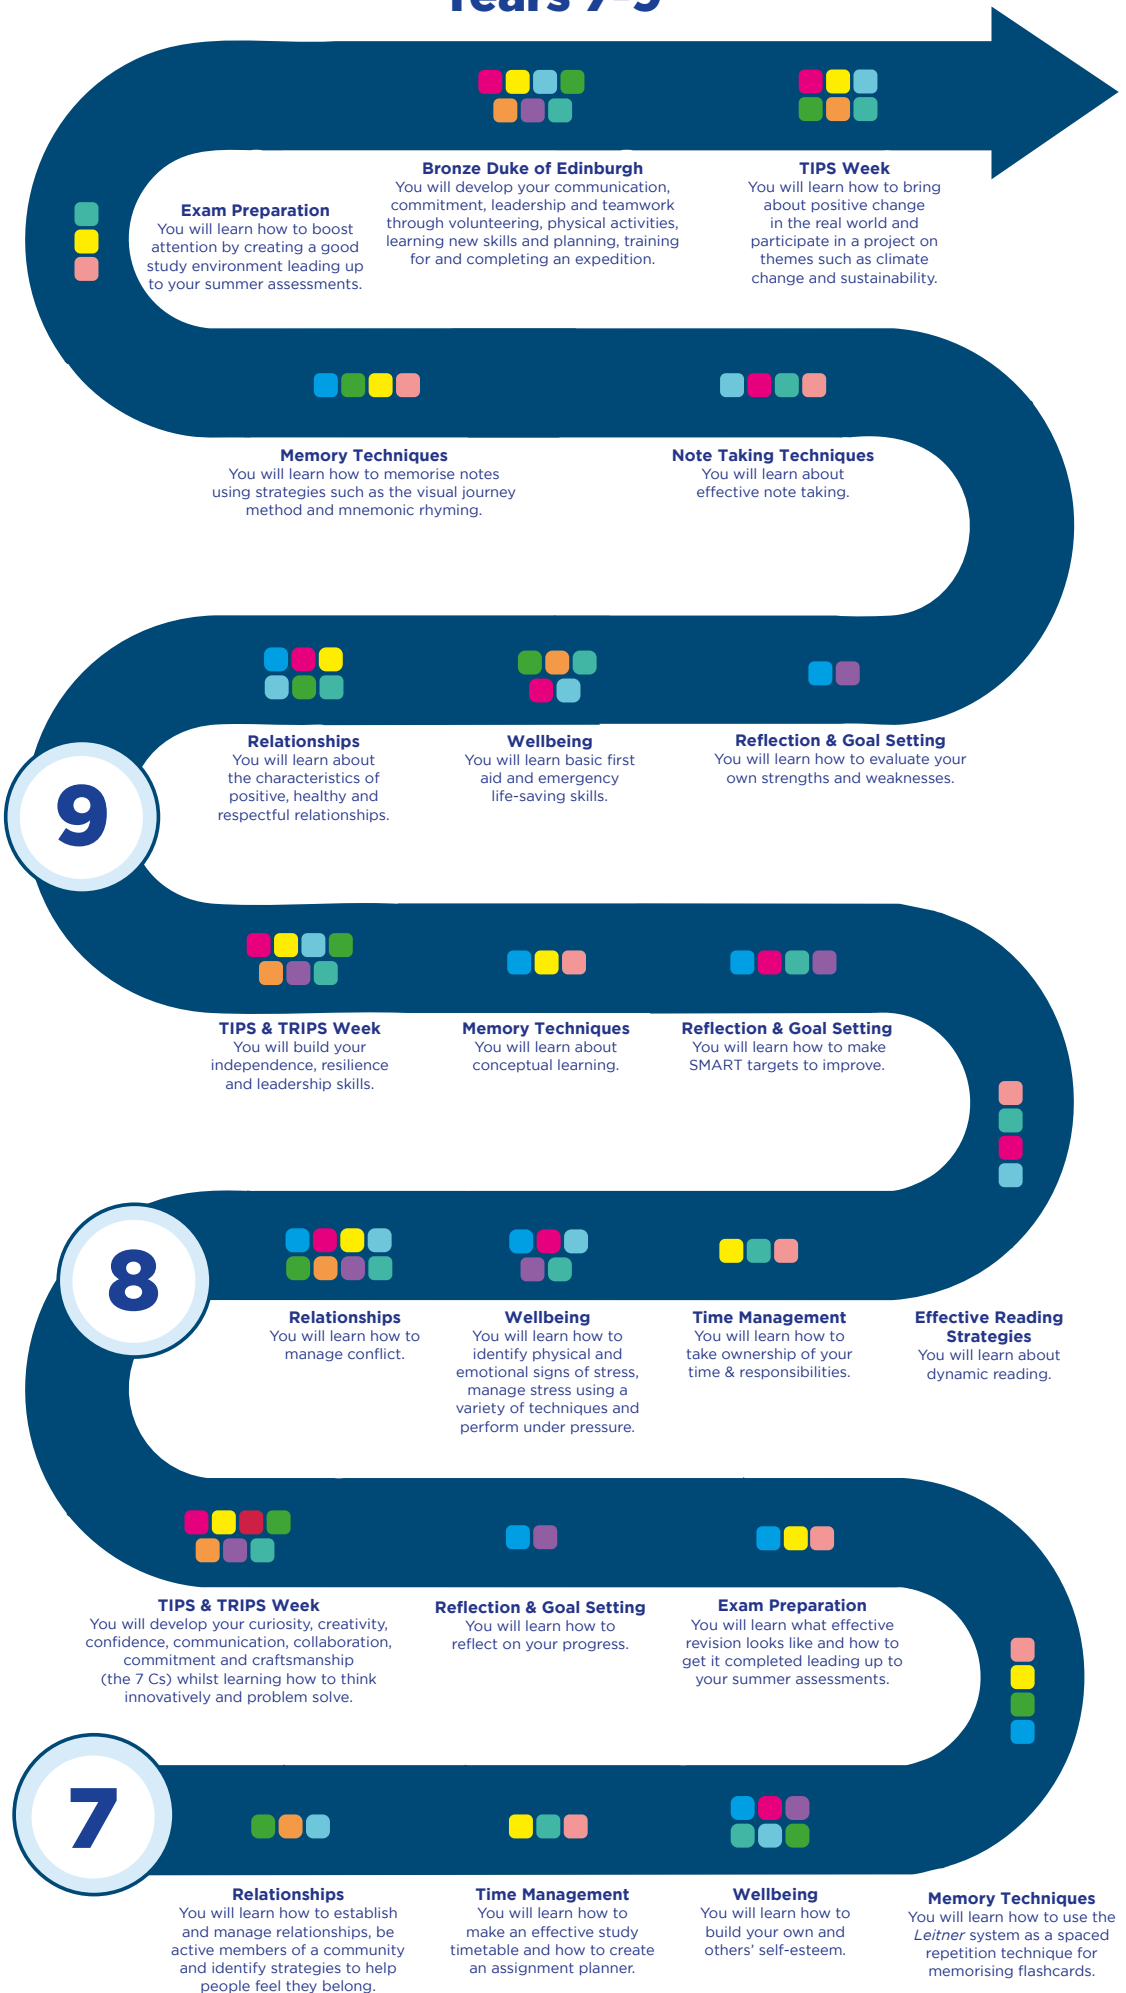 Years 7-9
Bronze Duke of Edinburgh
You will develop your communication,
commitment, leadership and teamwork
through volunteering, physical activities,
learning new skills and planning, training
for and completing an expedition.
TIPS Week
You will learn how to bring
about positive change
in the real world and
participate in a project on
themes such as climate
change and sustainability.
Exam Preparation
You will learn how to boost
attention by creating a good
study environment leading up
to your summer assessments.
Memory Techniques
You will learn how to memorise notes
using strategies such as the visual journey
method and mnemonic rhyming.
Note Taking Techniques
You will learn about
effective note taking.
Relationships
You will learn about
the characteristics of
positive, healthy and
respectful relationships.
Wellbeing
You will learn basic first
aid and emergency
life-saving skills.
Reflection & Goal Setting
You will learn how to evaluate your
own strengths and weaknesses.
9
TIPS & TRIPS Week
You will build your
independence, resilience
and leadership skills.
Memory Techniques
You will learn about
conceptual learning.
Reflection & Goal Setting
You will learn how to make
SMART targets to improve.
8
Relationships
You will learn how to
manage conflict.
Wellbeing
You will learn how to
identify physical and
emotional signs of stress,
manage stress using a
variety of techniques and
perform under pressure.
Time Management
You will learn how to
take ownership of your
time & responsibilities.
Effective Reading
Strategies
You will learn about
dynamic reading.
TIPS & TRIPS Week
You will develop your curiosity, creativity,
confidence, communication, collaboration,
commitment and craftsmanship
(the 7 Cs) whilst learning how to think
innovatively and problem solve.
Reflection & Goal Setting
You will learn how to
reflect on your progress.
Exam Preparation
You will learn what effective
revision looks like and how to
get it completed leading up to
your summer assessments.
7
Relationships
You will learn how to establish
and manage relationships, be
active members of a community
and identify strategies to help
people feel they belong.
Time Management
You will learn how to
make an effective study
timetable and how to create
an assignment planner.
Wellbeing
You will learn how to
build your own and
others' self-esteem.
Memory Techniques
You will learn how to use the
Leitner system as a spaced
repetition technique for
memorising flashcards.